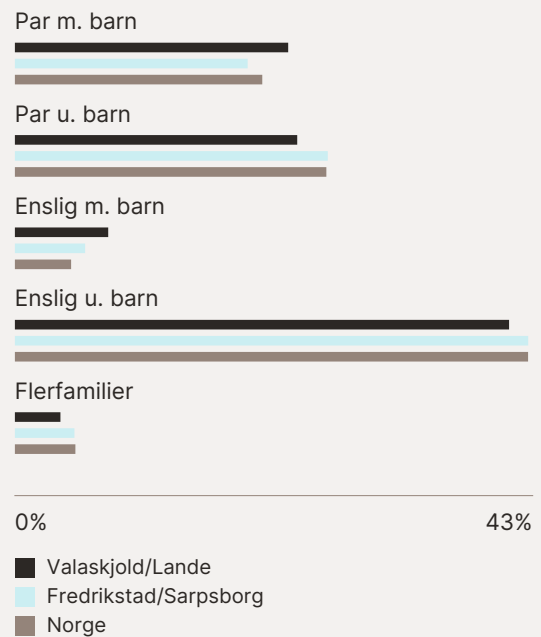 Par m. barn
Par u. barn
Enslig m. barn
Enslig u. barn
Flerfamilier
0% 43%
Valaskjold/Lande
Fredrikstad/Sarpsborg
Norge